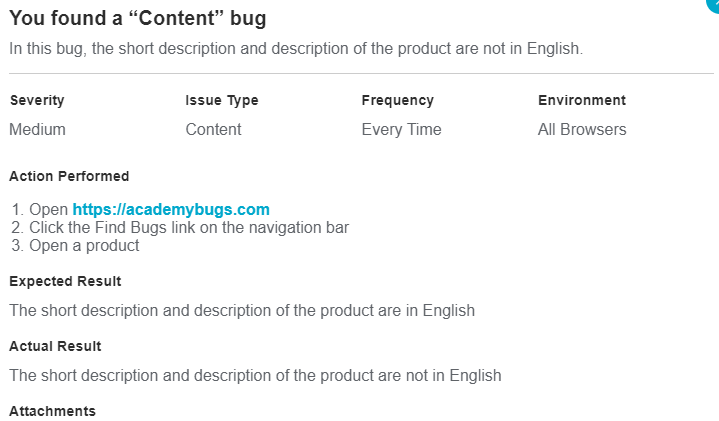 You found a “Content” bug
In this bug, the short description and description of the product are not in English.
Severity
Issue Type
Frequency
Environment
Medium
Content
Every Time
All Browsers
Action Performed
1. Open https://academybugs.com
2. Click the Find Bugs link on the navigation bar
3. Open a product
Expected Result
The short description and description of the product are in English
Actual Result
The short description and description of the product are not in English
Attachments